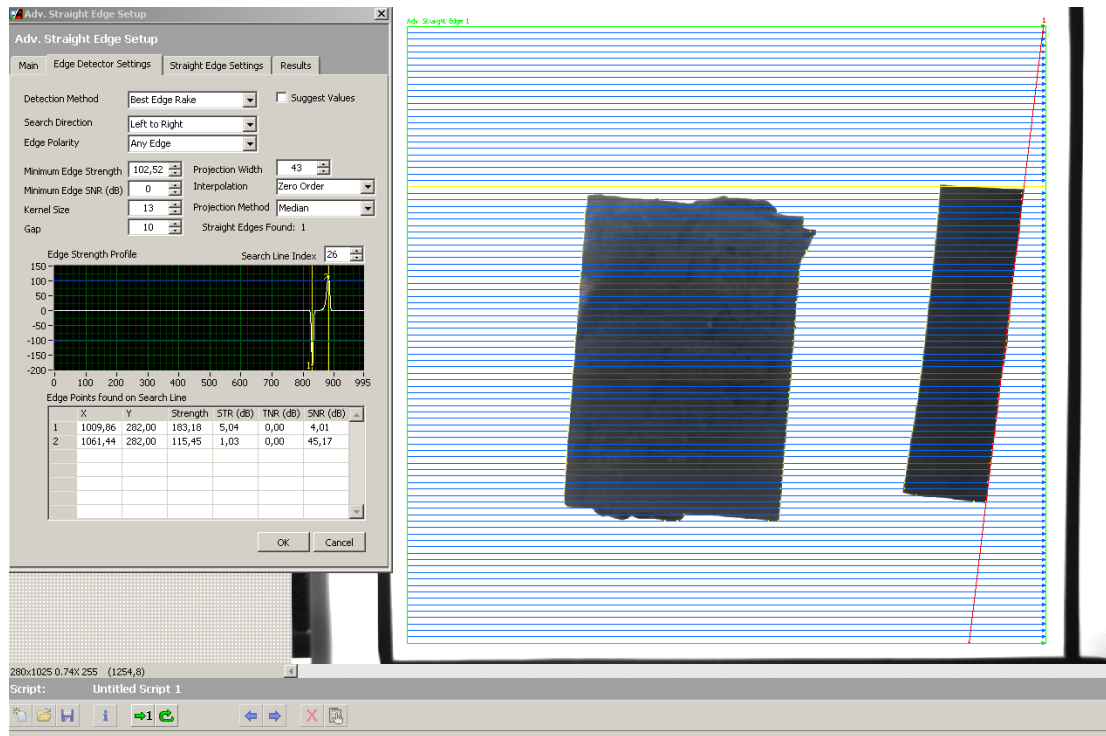 Adv. Straight Edge Setup
Adv. Straight Edge Setup
Main Edge Detector Settings Straight Edge Settings Results
Detection Method Best Edge Rake Suggest Values
Search Direction Left to Right
Edge Polarity Any Edge
Minimum Edge Strength 102,52 Projection Width 43
Minimum Edge SNR (dB) 0 Interpolation Zero Order
Kernel Size 13 Projection Method Median
Gap 10 Straight Edges Found: 1
Edge Strength Profile Search Line Index 26
150
100
50
0
-50
-100
-150
-200
1
2
0 100 200 300 400 500 600 700 800 900 995
Edge Points found on Search Line
X Y Strength STR (dB) TNR (dB) SNR (dB)
1 1009,86 282,00 183,18 5,04 0,00 4,01
2 1061,44 282,00 115,45 1,03 0,00 45,17
OK Cancel
Adv. Straight Edge 1
1
280x1025 0.74X 255 (1254,8)
Script: Untitled Script 1
1